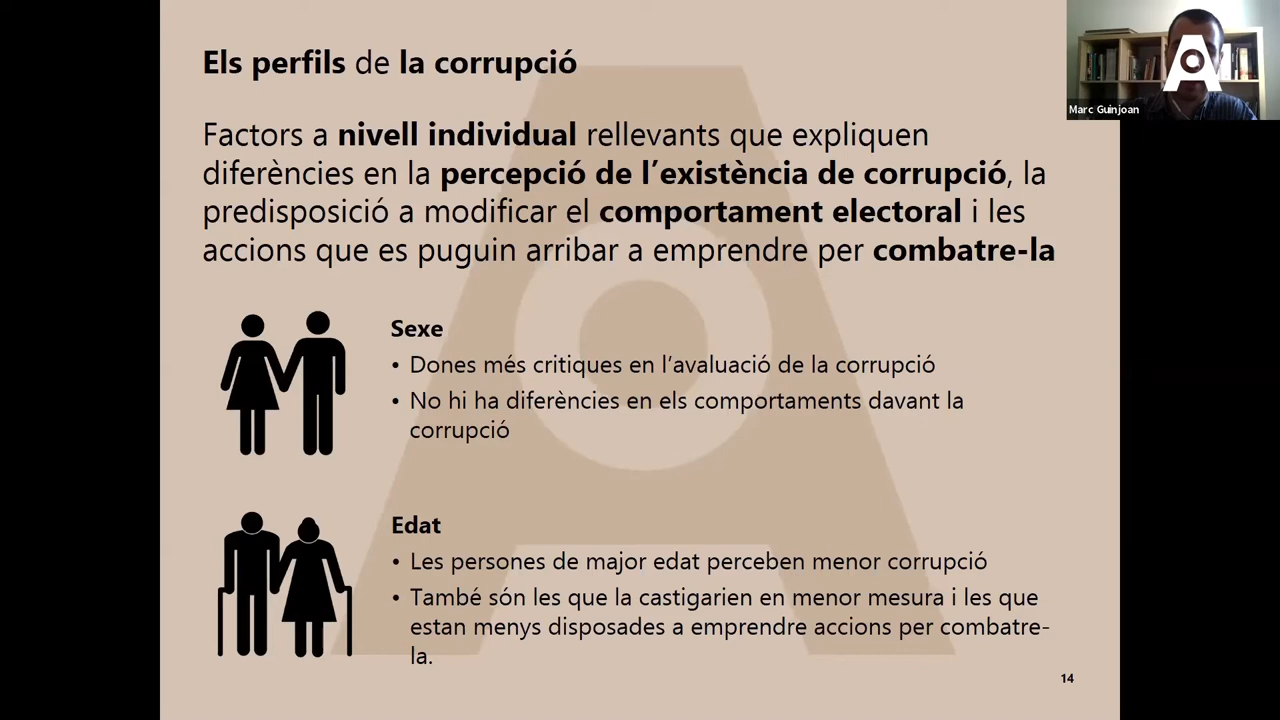 Els perfils de la corrupció
Marc Guinjoan
Factors a nivell individual rellevants que expliquen
diferències en la percepció de l’existència de corrupció, la
predisposició a modificar el comportament electoral i les
accions que es puguin arribar a emprendre per combatre-la
Sexe
• Dones més critiques en l’avaluació de la corrupció
• No hi ha diferències en els comportaments davant la
corrupció
Edat
• Les persones de major edat perceben menor corrupció
• També són les que la castigarien en menor mesura i les que
estan menys disposades a emprendre accions per combatre-
la.
14